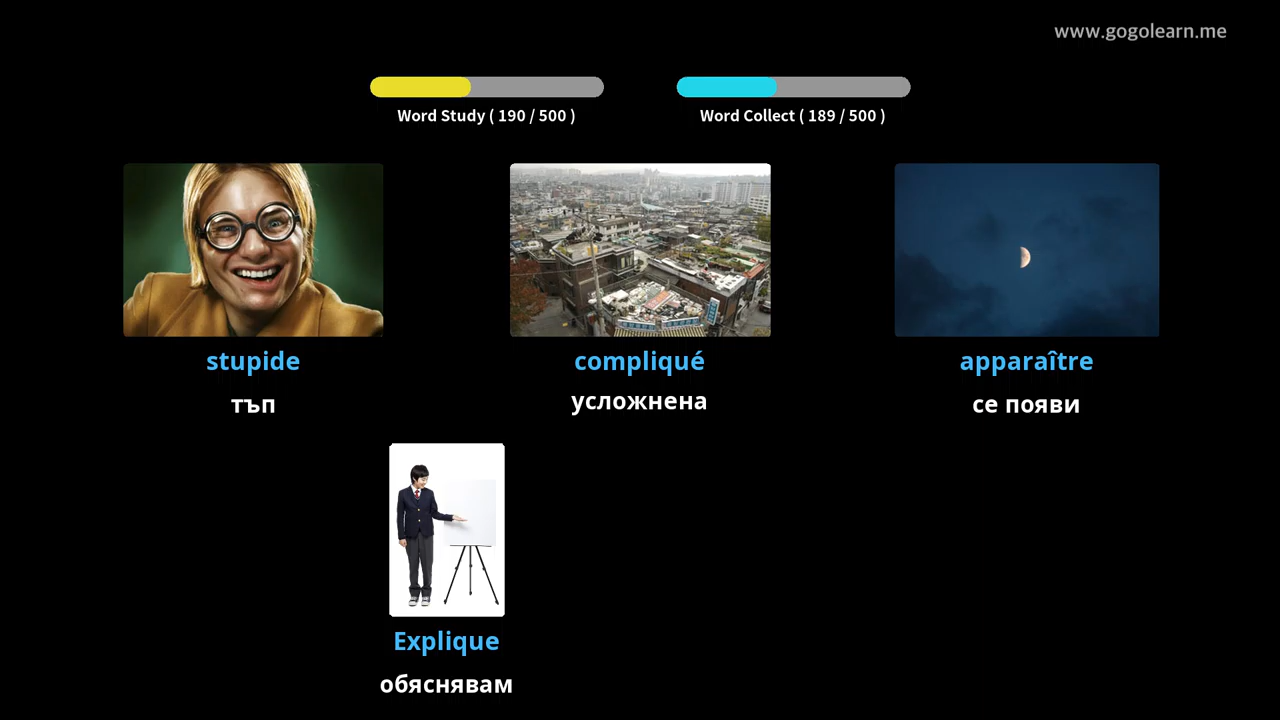 www.gogolearn.me
Word Study ( 190 / 500 )
Word Collect ( 189 / 500 )
stupide
compliqué
apparaître
тъп
усложнена
се появи
Explique
обяснявам